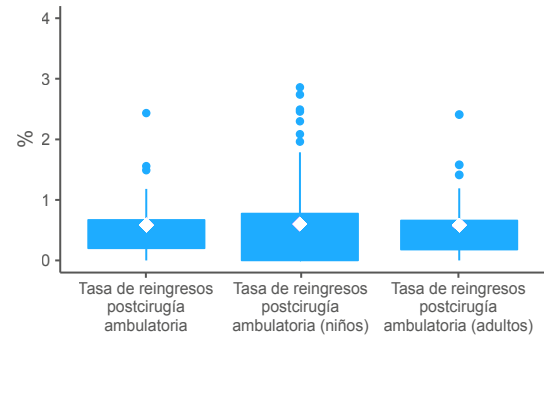 4
3
2
1
0
%
Tasa de reingresos
postcirugía
ambulatoria
Tasa de reingresos
postcirugía
ambulatoria (niños)
Tasa de reingresos
postcirugía
ambulatoria (adultos)